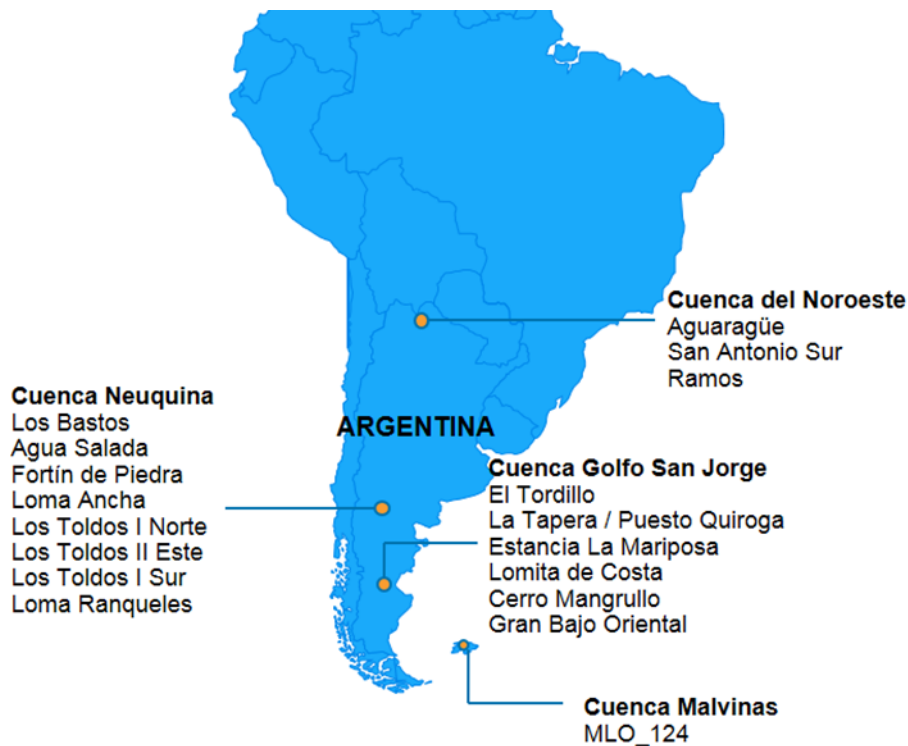 Cuenca del Noroeste
Aguaragüe
San Antonio Sur
Ramos
Cuenca Neuquina
Los Bastos
Agua Salada
Fortín de Piedra
Loma Ancha
Los Toldos I Norte
Los Toldos II Este
Los Toldos I Sur
Loma Ranqueles
ARGENTINA
Cuenca Golfo San Jorge
El Tordillo
La Tapera / Puesto Quiroga
Estancia La Mariposa
Lomita de Costa
Cerro Mangrullo
Gran Bajo Oriental
Cuenca Malvinas
MLO_124